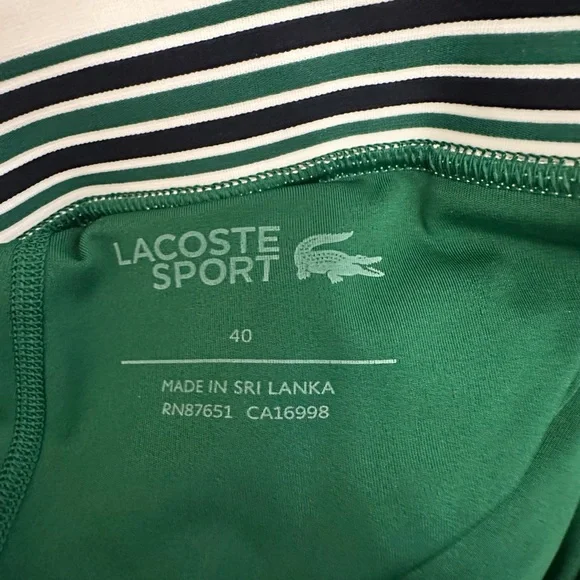 LACOSTE
SPORT
40
MADE IN SRI LANKA
RN87651 CA16998